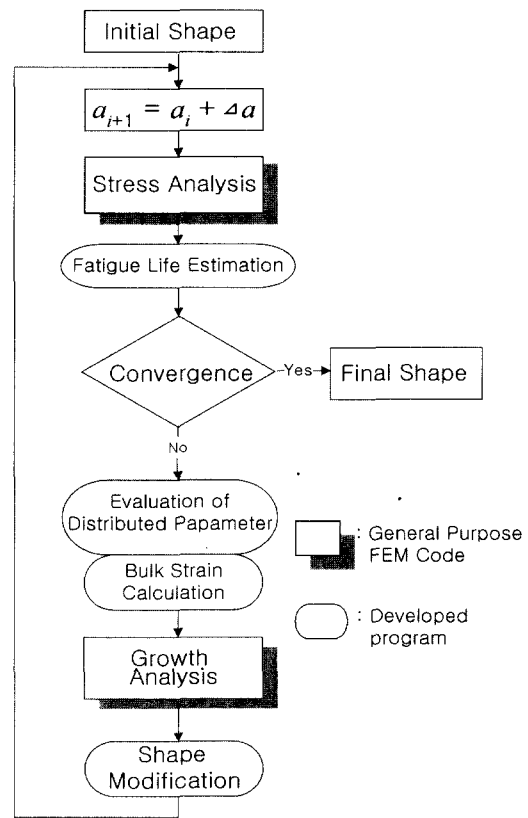 Initial Shape
a_{i+1} = a_i + Δa
Stress Analysis
Fatigue Life Estimation
Convergence
Yes
Final Shape
No
Evaluation of
Distributed Papameter
Bulk Strain
Calculation
Growth
Analysis
Shape
Modification
: General Purpose
FEM Code
: Developed
program